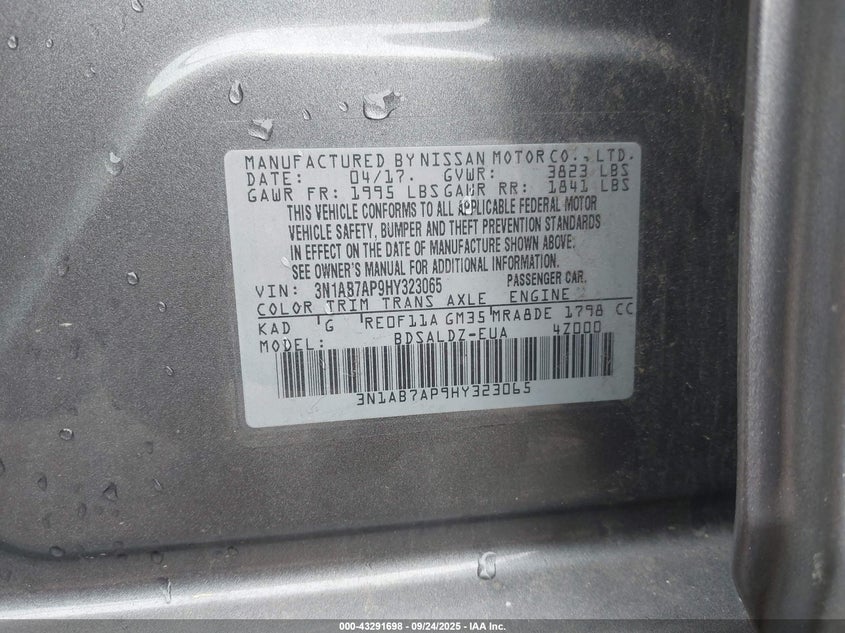 MANUFACTURED BY NISSAN MOTOR CO., LTD.
DATE: 04/17. GVWR: 3823 LBS
GAWR FR: 1995 LBS GAWR RR: 1841 LBS
THIS VEHICLE CONFORMS TO ALL APPLICABLE FEDERAL MOTOR
VEHICLE SAFETY, BUMPER AND THEFT PREVENTION STANDARDS
IN EFFECT ON THE DATE OF MANUFACTURE SHOWN ABOVE.
SEE OWNER'S MANUAL FOR ADDITIONAL INFORMATION.
VIN: 3N1AB7AP9HY323065 PASSENGER CAR.
COLOR TRIM TRANS AXLE ENGINE
KAD G RE0F11A GM35 MRA8DE 1798 CC
MODEL: BDSALDZ-EUA 4Z000
3N1AB7AP9HY323065
000-43291698 - 09/24/2025 - IAA Inc.